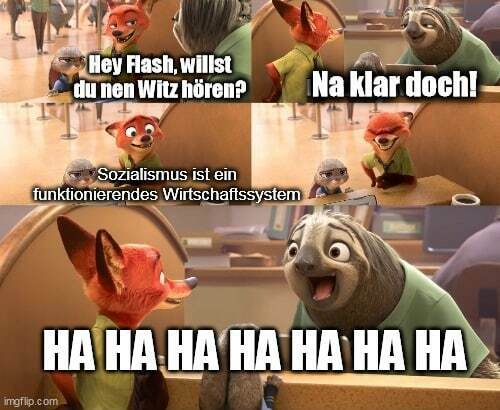 Hey Flash, willst
du nen Witz hören?
Na klar doch!
Sozialismus ist ein
funktionierendes Wirtschaftssystem
HA HA HA HA HA HA HA
imgflip.com